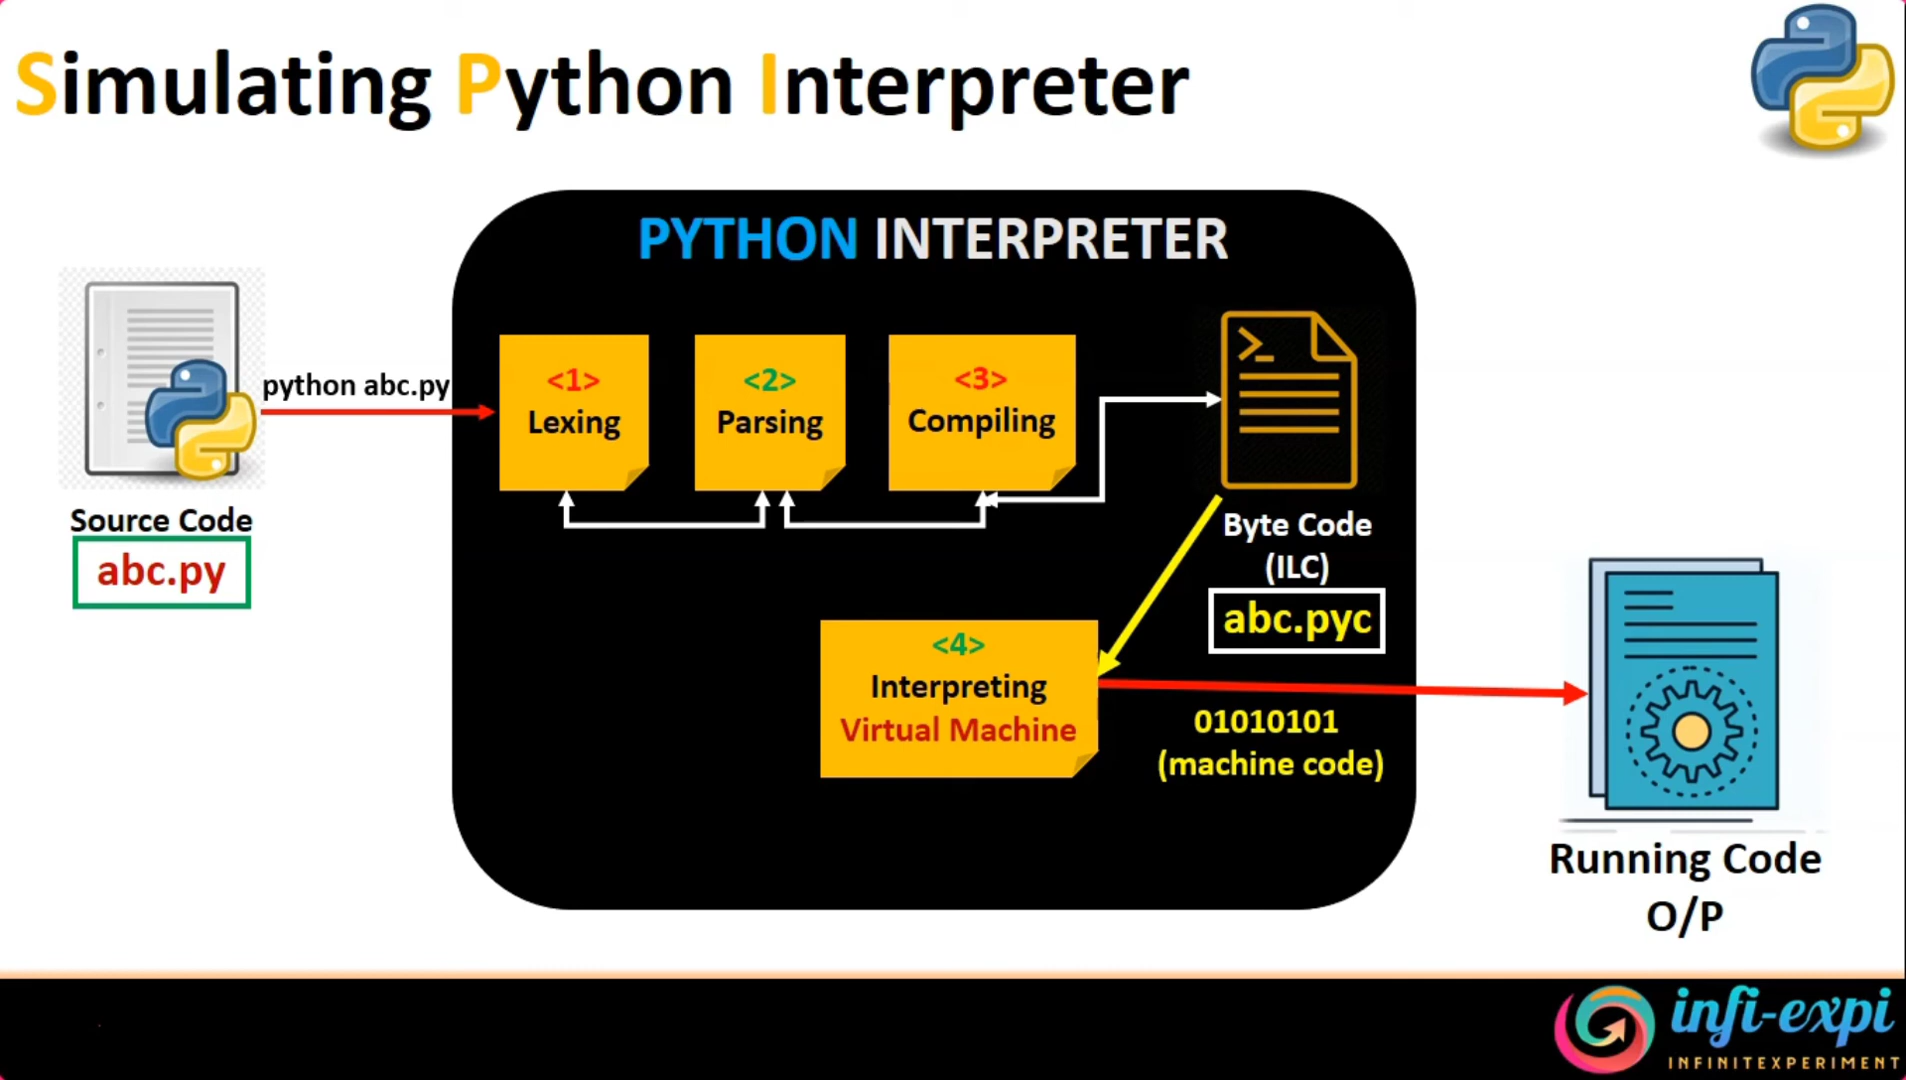 Simulating Python Interpreter
PYTHON INTERPRETER
python abc.py
<1>
Lexing
<2>
Parsing
<3>
Compiling
>_
Source Code
abc.py
Byte Code
(ILC)
abc.pyc
<4>
Interpreting
Virtual Machine
01010101
(machine code)
Running Code
O/P
infi-expi
INFINITEXPERIMENT